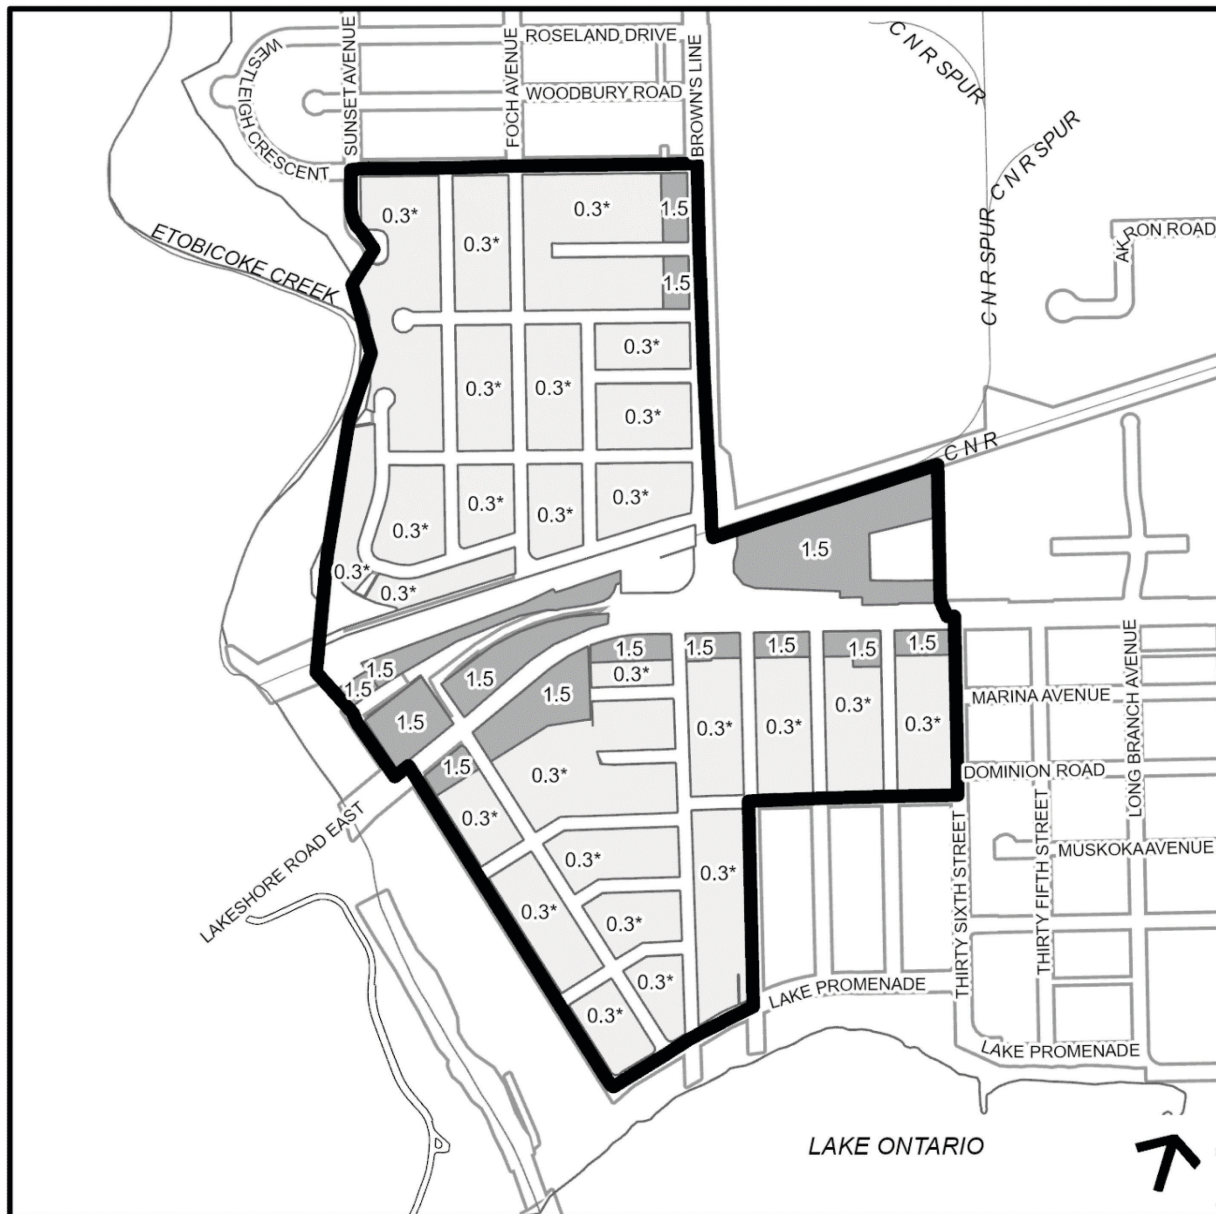 ROSELAND DRIVE
WOODBURY ROAD
WESTLEIGH CRESCENT
SUNSET AVENUE
FOCH AVENUE
BROWN'S LINE
C N R SPUR
C N R SPUR
C N R SPUR
AKRON ROAD
ETOBICOKE CREEK
0.3*
0.3*
0.3*
1.5
1.5
0.3*
0.3*
0.3*
0.3*
C N R
0.3*
0.3*
0.3*
0.3*
1.5
0.3*
0.3*
1.5
1.5
1.5
1.5
1.5
1.5
1.5
1.5
1.5
1.5
0.3*
1.5
1.5
0.3*
0.3*
0.3*
0.3*
0.3*
0.3*
0.3*
0.3*
0.3*
0.3*
0.3*
0.3*
MARINA AVENUE
DOMINION ROAD
LONG BRANCH AVENUE
MUSKOKA AVENUE
THIRTY SIXTH STREET
THIRTY FIFTH STREET
LAKESHORE ROAD EAST
LAKE PROMENADE
LAKE PROMENADE
LAKE ONTARIO